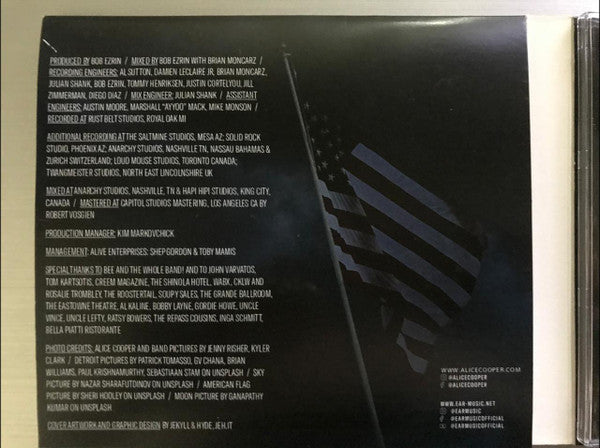 PRODUCED BY BOB EZRIN / MIXED BY BOB EZRIN WITH BRIAN MONCARZ /
RECORDING ENGINEERS: AL SUTTON, DAMIEN LECLAIRE JR, BRIAN MONCARZ,
JULIAN SHANK, BOB EZRIN, TOMMY HENRIKSEN, JUSTIN CORTELYOU, JILL
ZIMMERMAN, DIEGO DIAZ / MIX ENGINEER: JULIAN SHANK / ASSISTANT
ENGINEERS: AUSTIN MOORE, MARSHALL "AYYOO" MACK, MIKE MONSON /
RECORDED AT RUST BELT STUDIOS, ROYAL OAK MI
ADDITIONAL RECORDING AT THE SALTMINE STUDIOS, MESA AZ; SOLID ROCK
STUDIO, PHOENIX AZ; ANARCHY STUDIOS, NASHVILLE TN, NASSAU BAHAMAS &
ZURICH SWITZERLAND; LOUD MOUSE STUDIOS, TORONTO CANADA;
TWANGMEISTER STUDIOS, NORTH EAST LINCOLNSHIRE UK
MIXED AT ANARCHY STUDIOS, NASHVILLE, TN & HAPI HIPI STUDIOS, KING CITY,
CANADA / MASTERED AT CAPITOL STUDIOS MASTERING, LOS ANGELES CA BY
ROBERT VOSGIEN
PRODUCTION MANAGER: KIM MARKOVCHICK
MANAGEMENT: ALIVE ENTERPRISES: SHEP GORDON & TOBY MAMIS
SPECIAL THANKS TO BEE AND THE WHOLE BAND! AND TO JOHN VARVATOS,
TOM KARTSOTIS, CREEM MAGAZINE, THE SHINOLA HOTEL, WABX, CKLW AND
ROSALIE TROMBLEY, THE ROOSTERTAIL, SOUPY SALES, THE GRANDE BALLROOM,
THE EASTOWNE THEATRE, AL KALINE, BOBBY LAYNE, GORDIE HOWE, UNCLE
VINCE, UNCLE LEFTY, RATSY BOWERS, THE REPASS COUSINS, INGA SCHMITT,
BELLA PIATTI RISTORANTE
PHOTO CREDITS: ALICE COOPER AND BAND PICTURES BY JENNY RISHER, KYLER
CLARK / DETROIT PICTURES BY PATRICK TOMASSO, DV CHANA, BRIAN
WILLIAMS, PAUL KRISHNAMURTHY, SEBASTIAAN STAM ON UNSPLASH / SKY
PICTURE BY NAZAR SHARAFUTDINOV ON UNSPLASH / AMERICAN FLAG
PICTURE BY SHERI HOOLEY ON UNSPLASH / MOON PICTURE BY GANAPATHY
KUMAR ON UNSPLASH
COVER ARTWORK AND GRAPHIC DESIGN BY JEKYLL & HYDE, JEH.IT
WWW.ALICECOOPER.COM
@ALICECOOPER
@ALICECOOPER
WWW.EAR-MUSIC.NET
@EARMUSIC
@EARMUSICOFFICIAL
@EARMUSICOFFICIAL